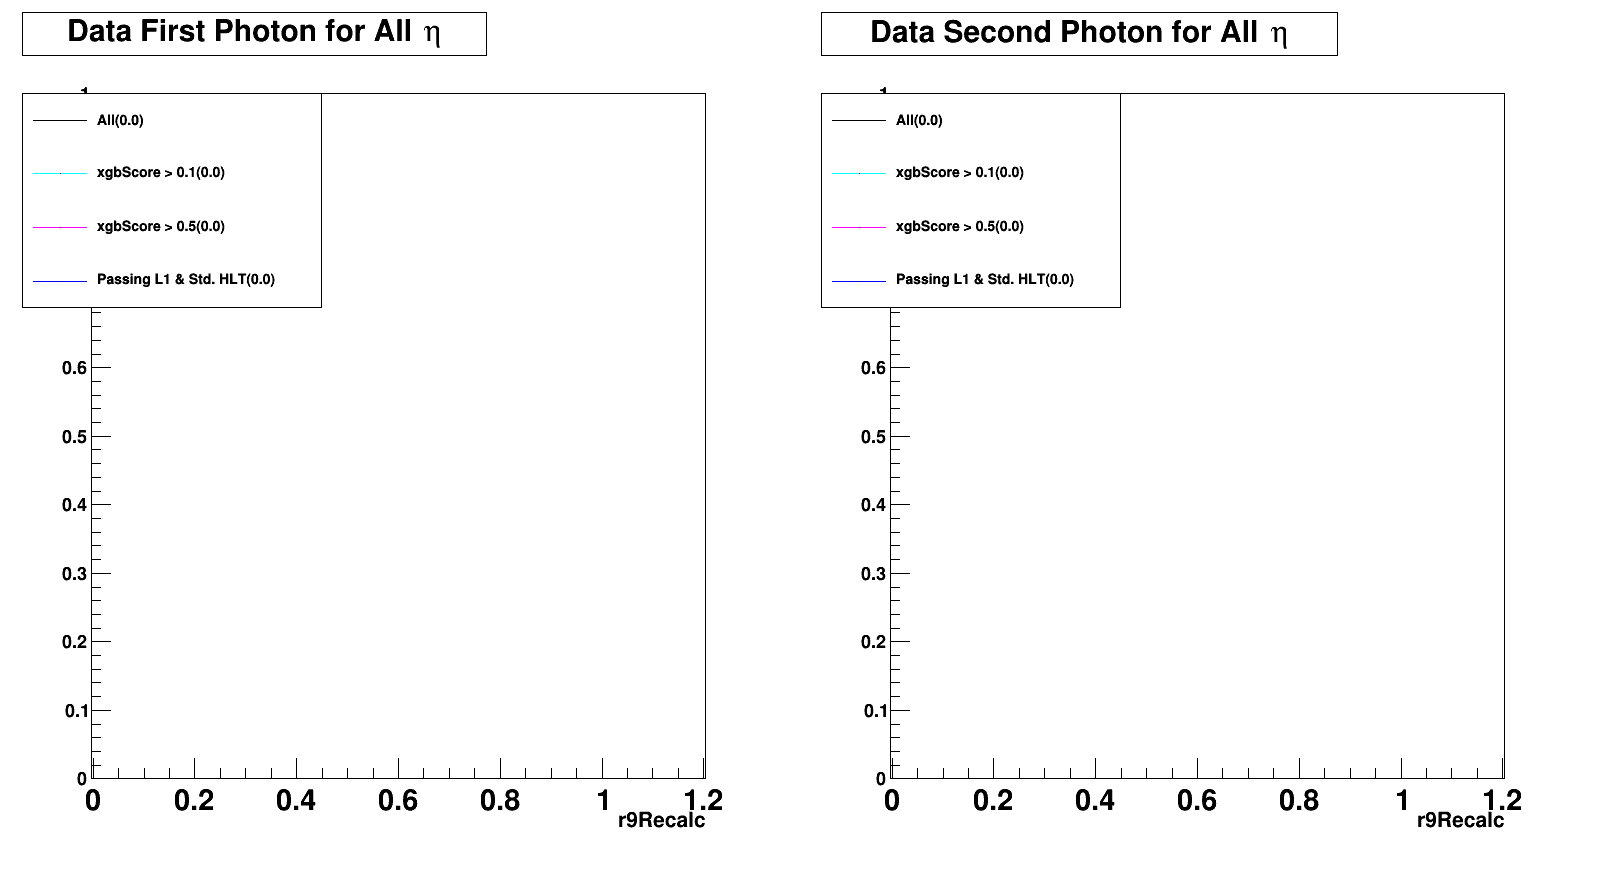 Data First Photon for All η
1
All(0.0)
xgbScore > 0.1(0.0)
xgbScore > 0.5(0.0)
Passing L1 & Std. HLT(0.0)
0.6
0.5
0.4
0.3
0.2
0.1
0
0 0.2 0.4 0.6 0.8 1 1.2
r9Recalc
Data Second Photon for All η
1
All(0.0)
xgbScore > 0.1(0.0)
xgbScore > 0.5(0.0)
Passing L1 & Std. HLT(0.0)
0.6
0.5
0.4
0.3
0.2
0.1
0
0 0.2 0.4 0.6 0.8 1 1.2
r9Recalc